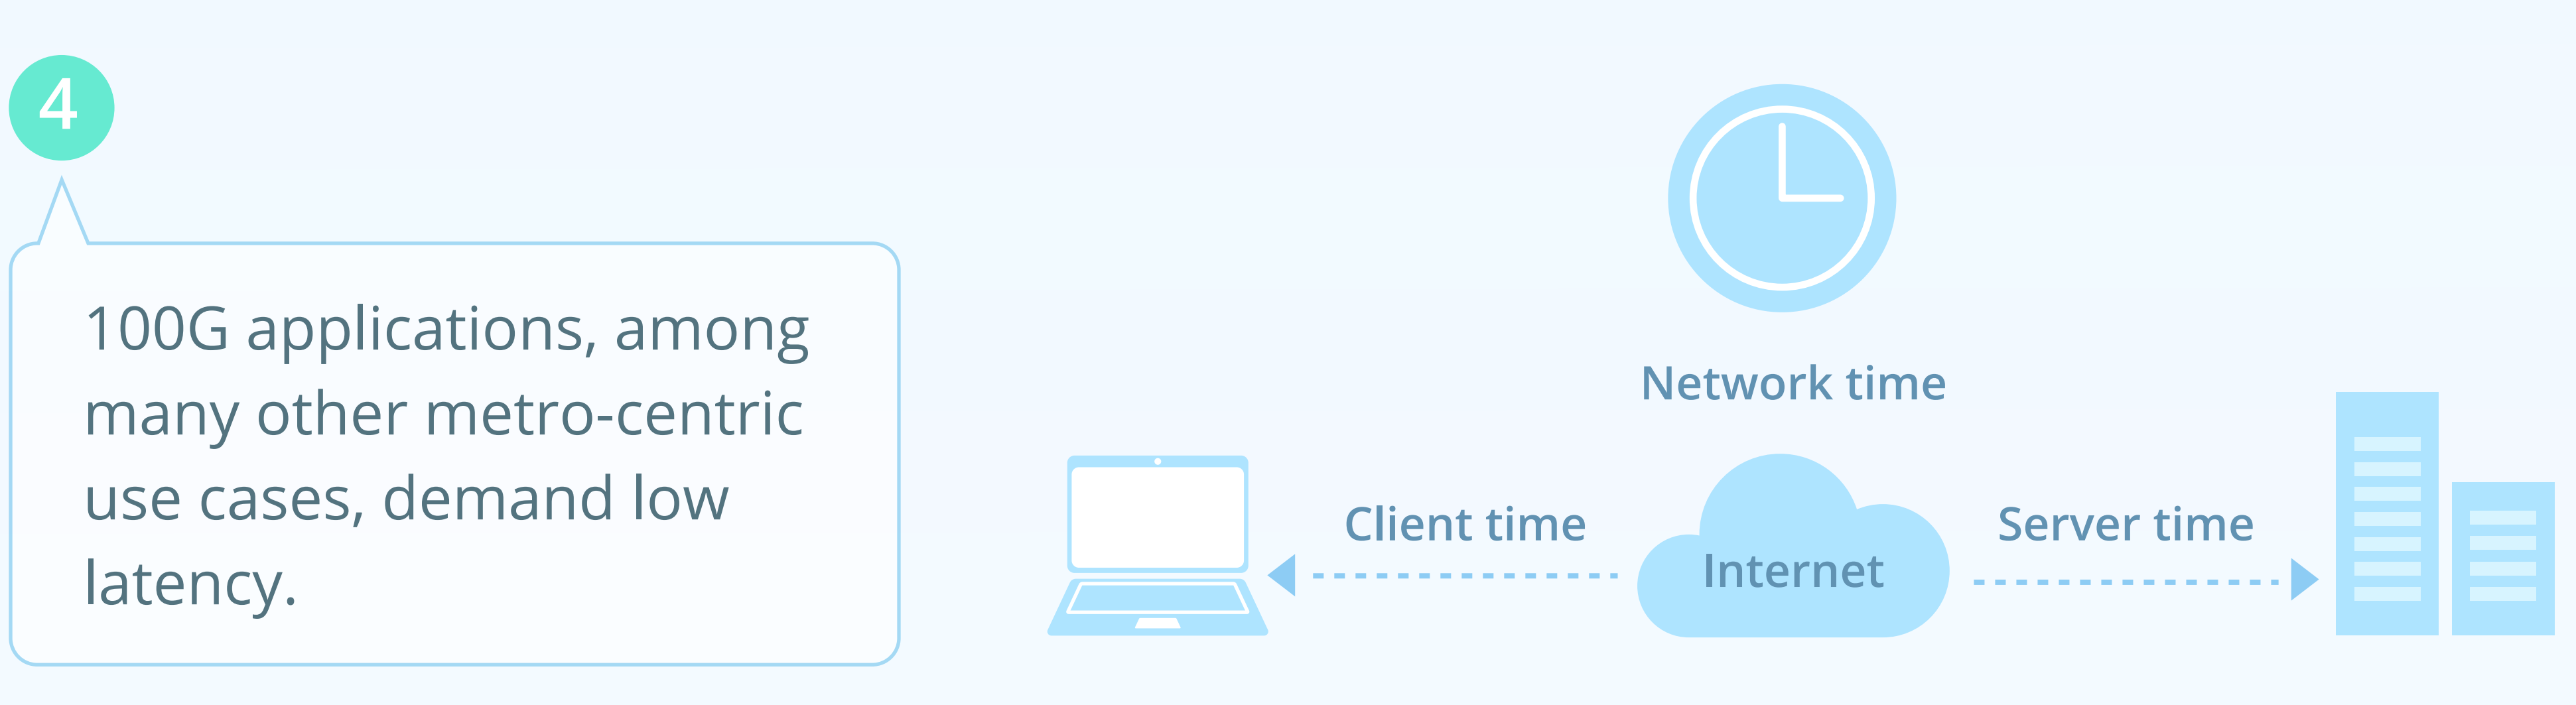 4
100G applications, among
many other metro-centric
use cases, demand low
latency.
Network time
Client time
Internet
Server time